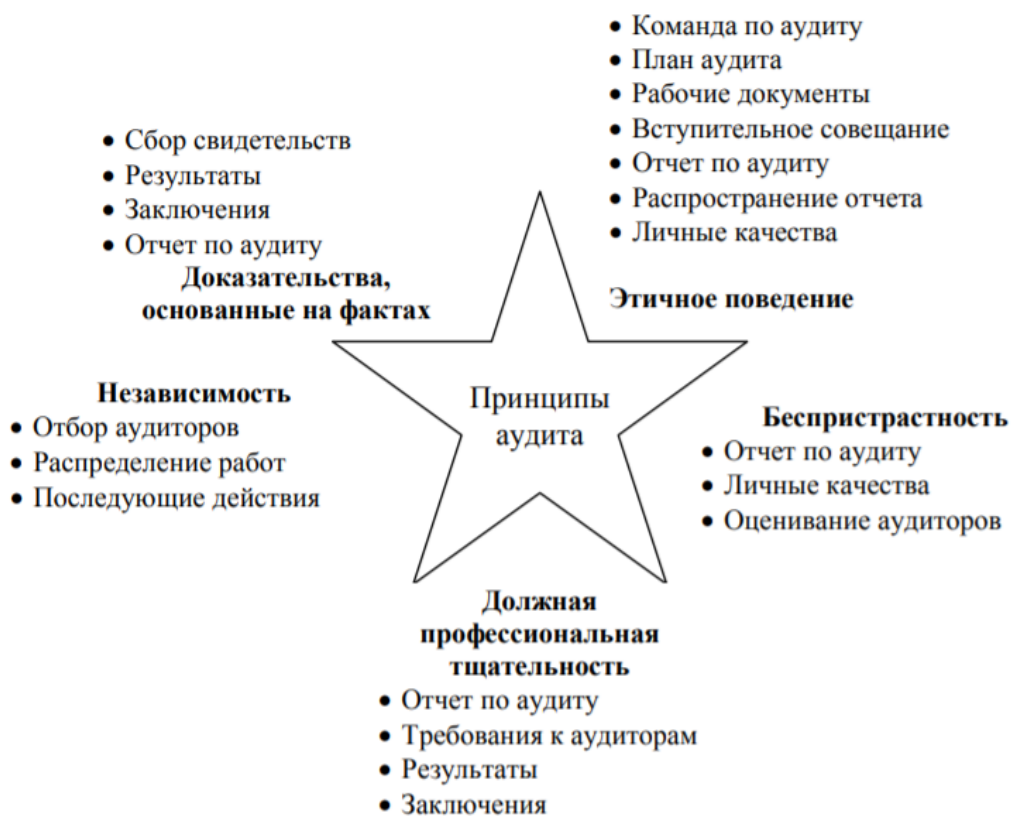 • Команда по аудиту
• План аудита
• Рабочие документы
• Вступительное совещание
• Отчет по аудиту
• Распространение отчета
• Личные качества
Этичное поведение
• Сбор свидетельств
• Результаты
• Заключения
• Отчет по аудиту
Доказательства,
основанные на фактах
Принципы
аудита
Независимость
• Отбор аудиторов
• Распределение работ
• Последующие действия
Беспристрастность
• Отчет по аудиту
• Личные качества
• Оценивание аудиторов
Должная
профессиональная
тщательность
• Отчет по аудиту
• Требования к аудиторам
• Результаты
• Заключения